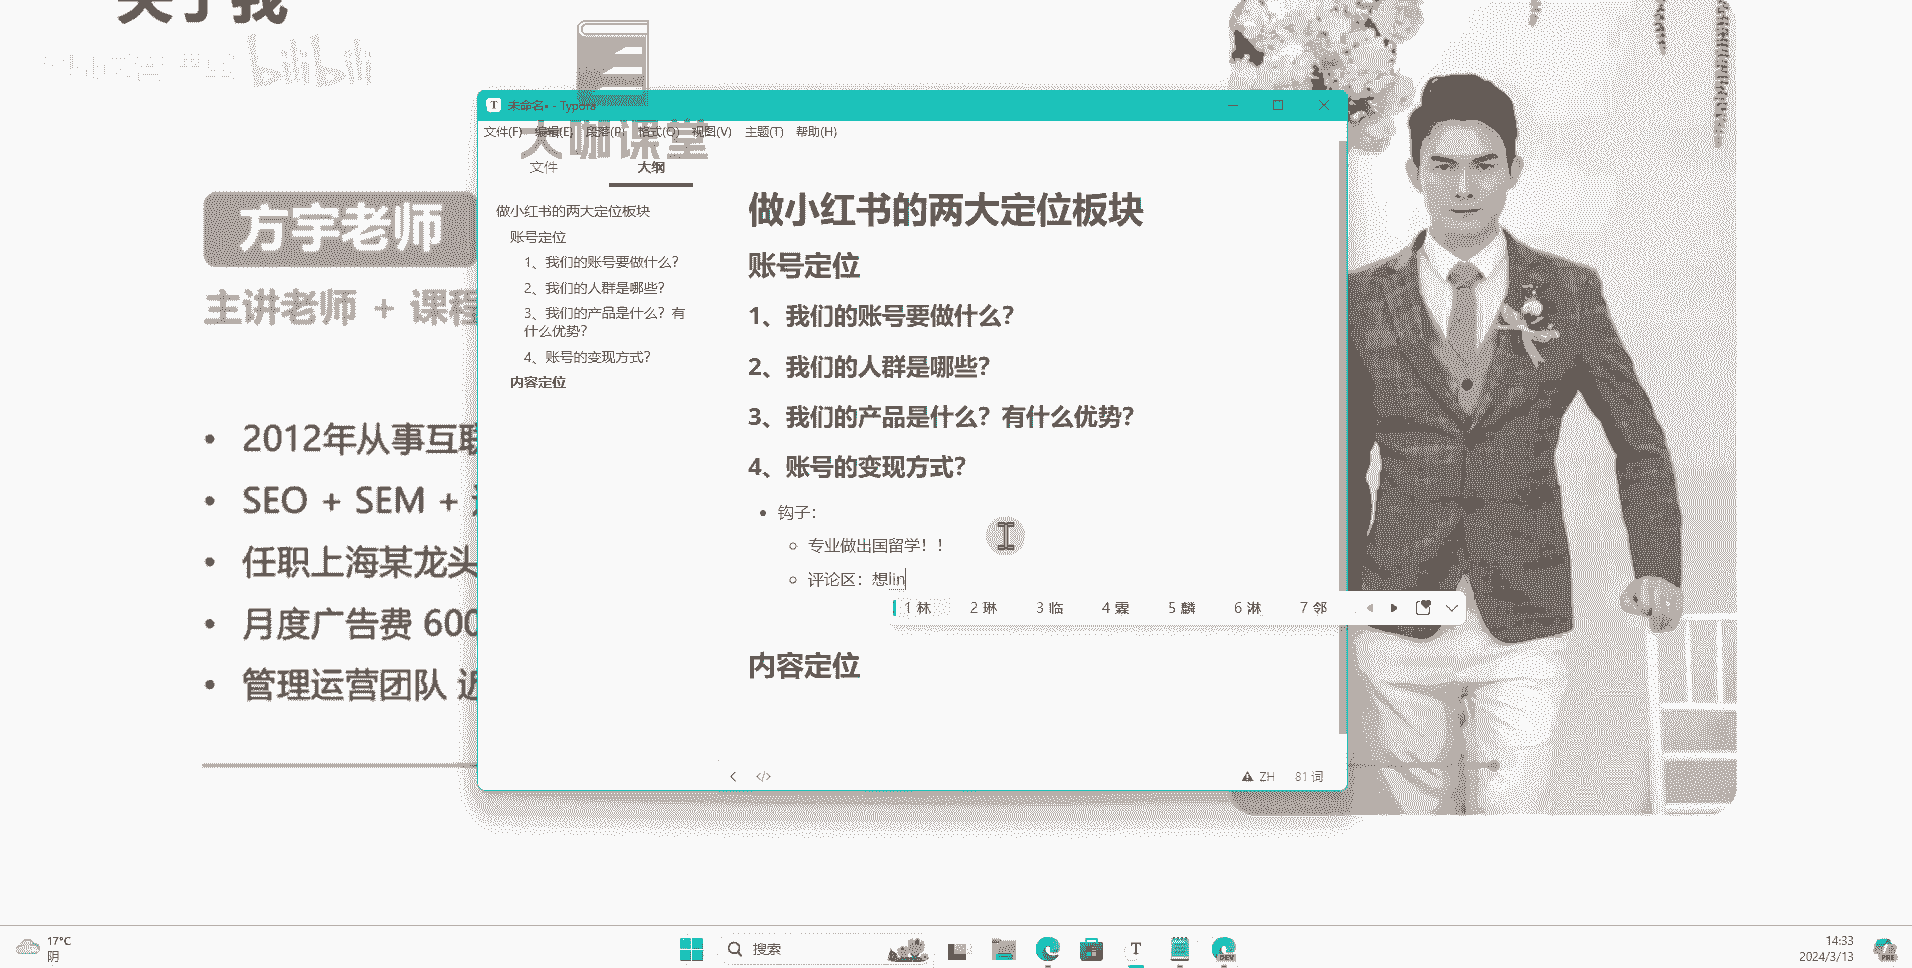 关于我
bilibili
大咖课堂
方宇老师
主讲老师 + 课程
2012年从事互联
SEO + SEM +
任职上海某龙头
月度广告费 600
管理运营团队 近
未命名• - Typora
文件(F) 编辑(E) 段落(P) 格式(O) 视图(V) 主题(T) 帮助(H)
文件 大纲
做小红书的两大定位板块
账号定位
1、我们的账号要做什么？
2、我们的人群是哪些？
3、我们的产品是什么？有
什么优势？
4、账号的变现方式？
内容定位
做小红书的两大定位板块
账号定位
1、我们的账号要做什么？
2、我们的人群是哪些？
3、我们的产品是什么？有什么优势？
4、账号的变现方式？
钩子：
专业做出国留学！！
评论区：想lin
1 林 2 琳 3 临 4 霖 5 麟 6 淋 7 邻
内容定位
ZH 81 词
17°C
阴
搜索
14:33
2024/3/13